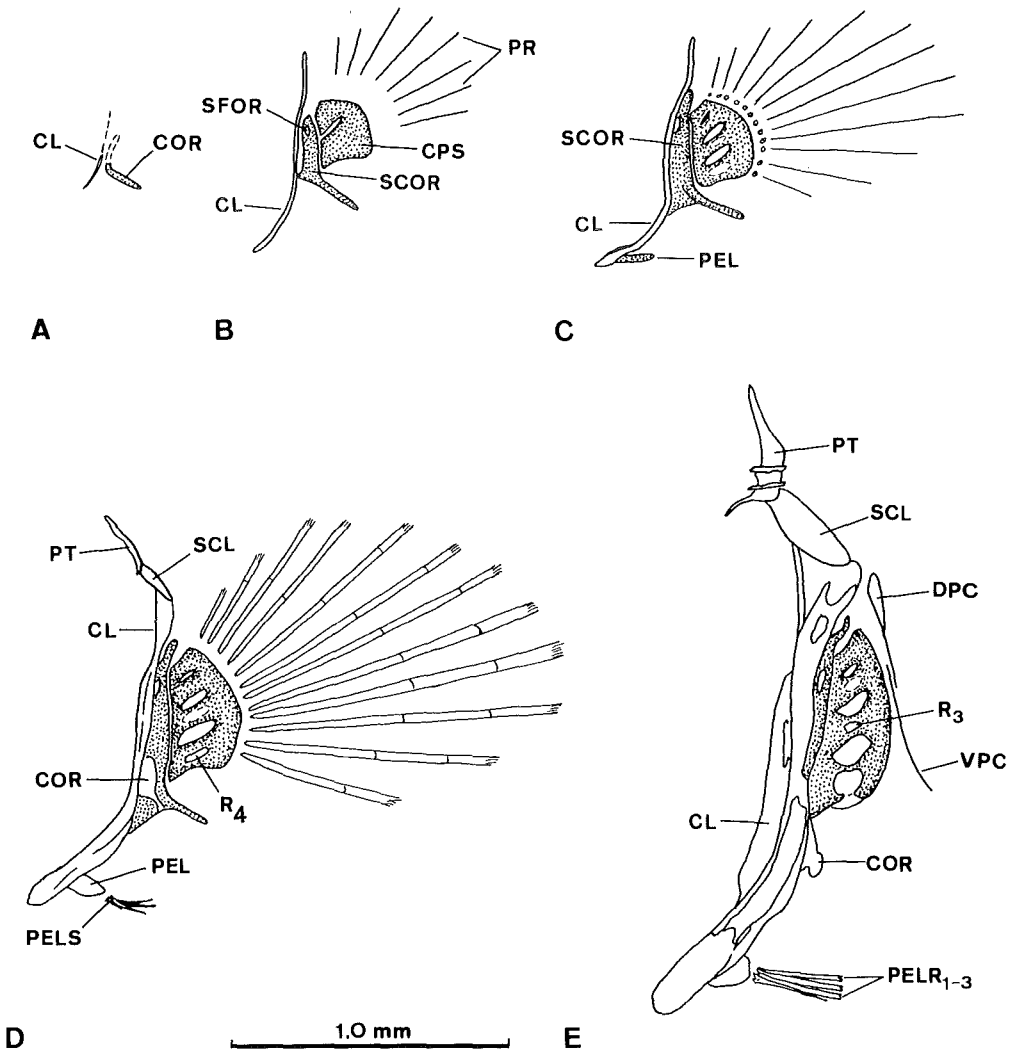 PR
SFOR
CL
COR
CPS
SCOR
CL
SCOR
CL
PEL
A
B
C
PT
SCL
CL
COR
R4
PEL
PELS
PT
SCL
DPC
R3
VPC
CL
COR
PELR1-3
D
1.0 mm
E